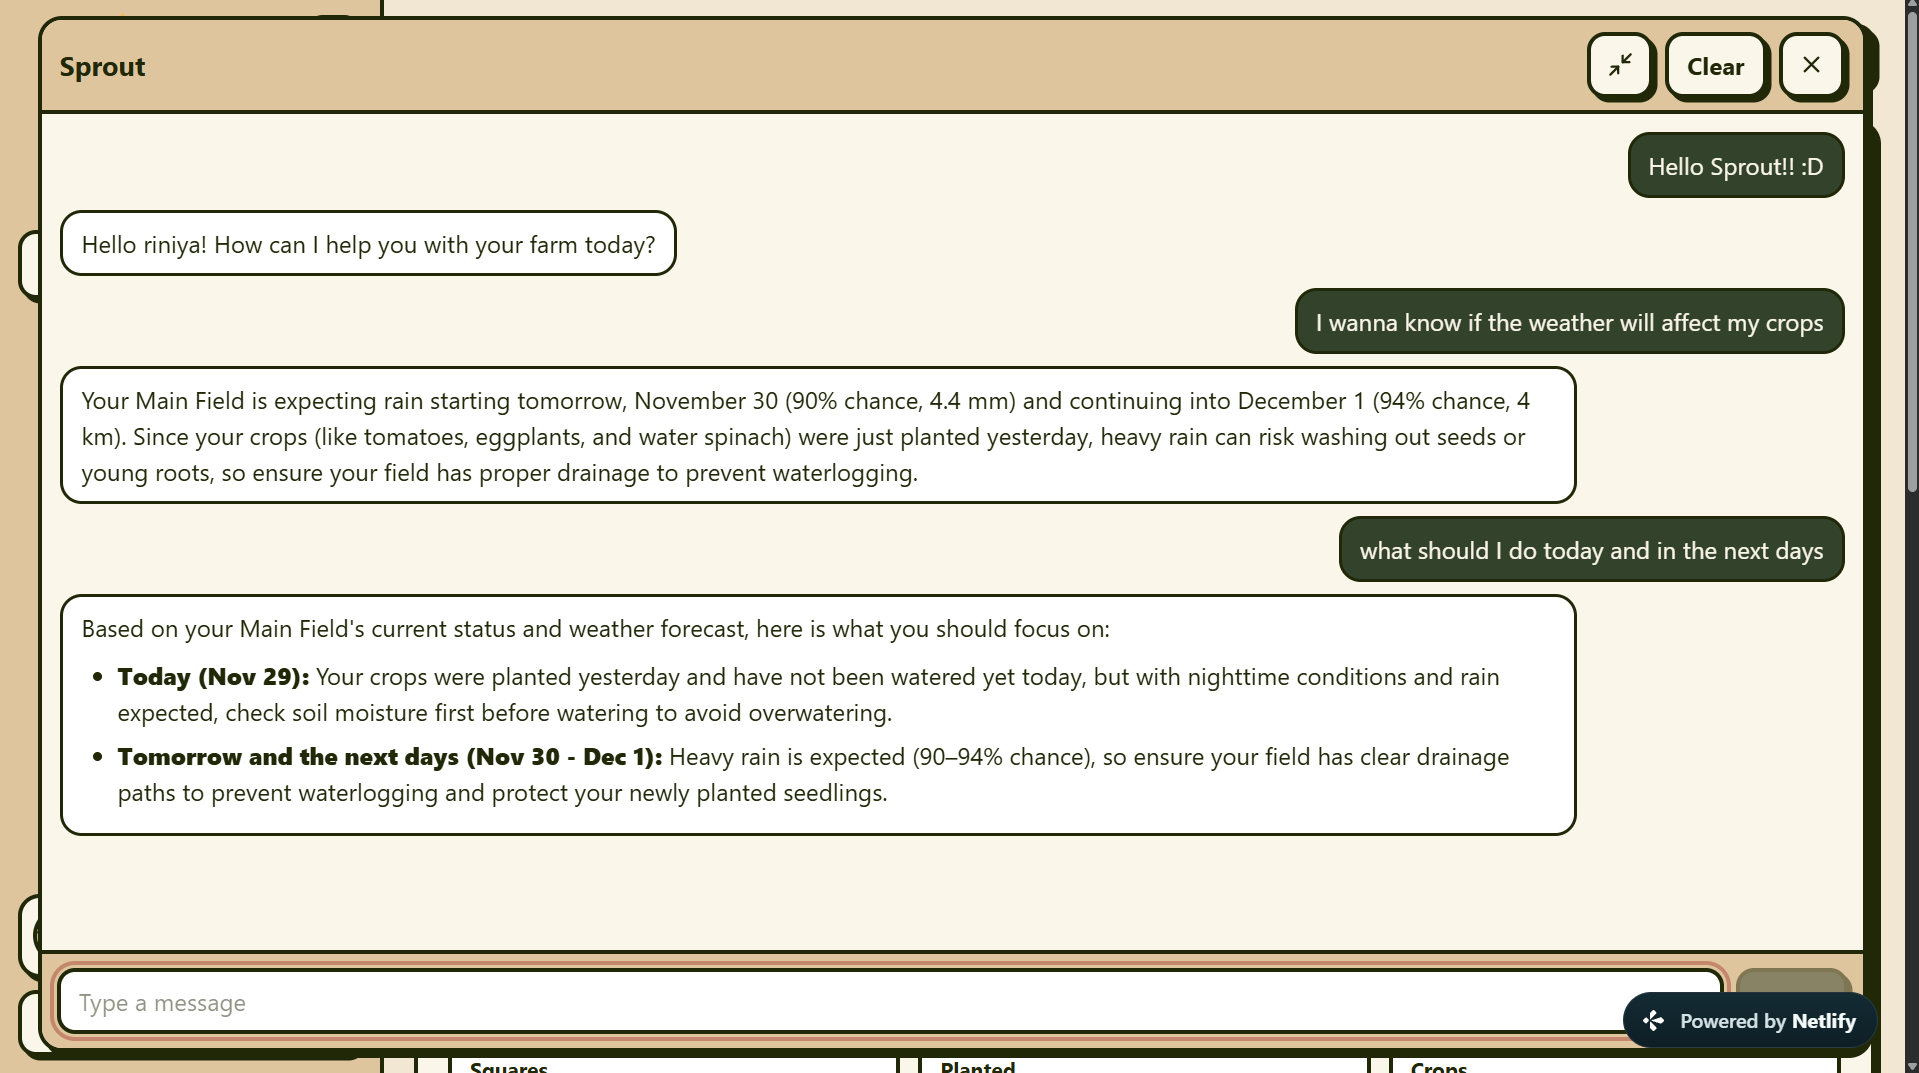 Sprout
Clear
Hello Sprout!! :D
Hello riniya! How can I help you with your farm today?
I wanna know if the weather will affect my crops
Your Main Field is expecting rain starting tomorrow, November 30 (90% chance, 4.4 mm) and continuing into December 1 (94% chance, 4
km). Since your crops (like tomatoes, eggplants, and water spinach) were just planted yesterday, heavy rain can risk washing out seeds or
young roots, so ensure your field has proper drainage to prevent waterlogging.
what should I do today and in the next days
Based on your Main Field's current status and weather forecast, here is what you should focus on:
• Today (Nov 29): Your crops were planted yesterday and have not been watered yet today, but with nighttime conditions and rain
expected, check soil moisture first before watering to avoid overwatering.
• Tomorrow and the next days (Nov 30 - Dec 1): Heavy rain is expected (90–94% chance), so ensure your field has clear drainage
paths to prevent waterlogging and protect your newly planted seedlings.
Type a message
Powered by Netlify
Squares
Planted
Crops